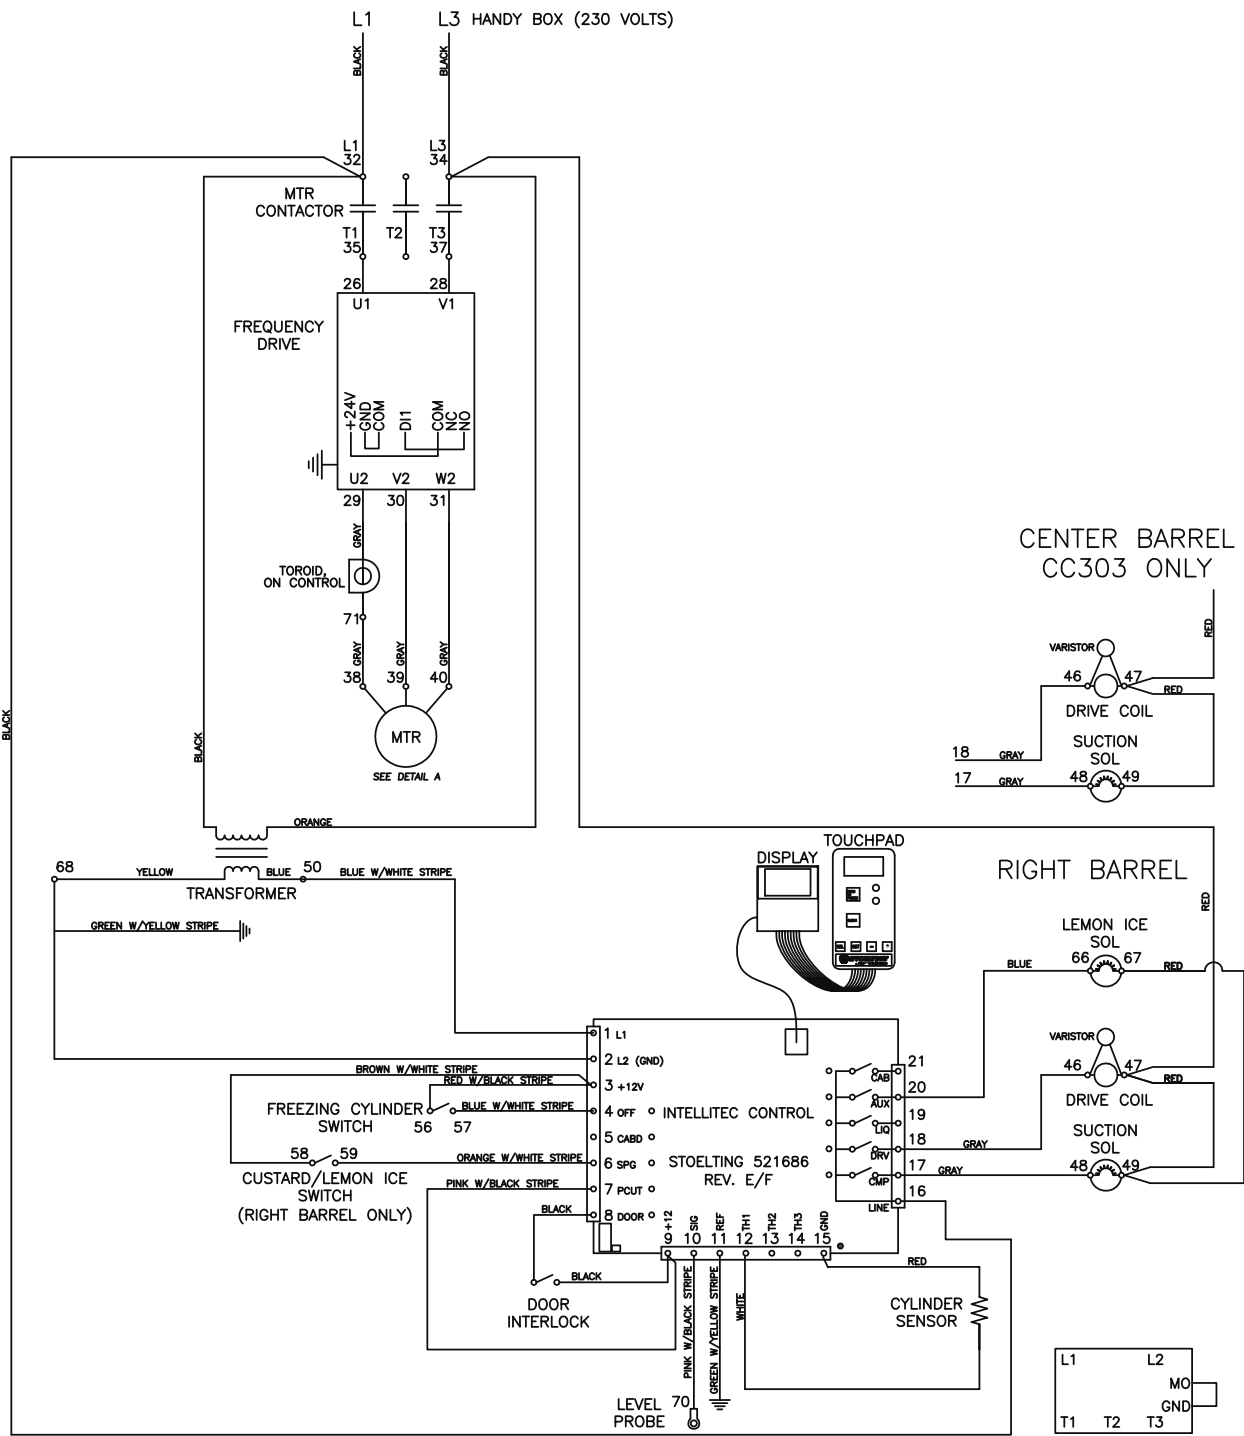 L1
L3 HANDY BOX (230 VOLTS)
BLACK
BLACK
L1
32
L3
34
MTR
CONTACTOR
T1
35
T2
T3
37
26
28
U1
V1
FREQUENCY
DRIVE
+24V
GND
COM
DI1
COM
NC
NO
U2
V2
W2
29
30
31
GRAY
TOROID,
ON CONTROL
71
GRAY
GRAY
GRAY
38
39
40
MTR
SEE DETAIL A
BLACK
BLACK
ORANGE
CENTER BARREL
CC303 ONLY
RED
VARISTOR
46
47
RED
DRIVE COIL
SUCTION
SOL
18
GRAY
17
GRAY
48
49
68
YELLOW
BLUE
50
BLUE W/WHITE STRIPE
TRANSFORMER
GREEN W/YELLOW STRIPE
DISPLAY
TOUCHPAD
RIGHT BARREL
RED
LEMON ICE
SOL
66
67
BLUE
RED
VARISTOR
46
47
RED
DRIVE COIL
SUCTION
SOL
48
49
1 L1
2 L2 (GND)
BROWN W/WHITE STRIPE
RED W/BLACK STRIPE
3 +12V
FREEZING CYLINDER
SWITCH
56
57
BLUE W/WHITE STRIPE
4 OFF
5 CABD
58
59
ORANGE W/WHITE STRIPE
6 SPG
CUSTARD/LEMON ICE
SWITCH
(RIGHT BARREL ONLY)
PINK W/BLACK STRIPE
7 PCUT
BLACK
8 DOOR
INTELLITEC CONTROL
STOELTING 521686
REV. E/F
21
CAB
20
AUX
19
LIQ
18
DRV
GRAY
17
CMP
GRAY
16
LINE
+12
SIG
REF
TH1
TH2
TH3
GND
9
10
11
12
13
14
15
BLACK
DOOR
INTERLOCK
PINK W/BLACK STRIPE
GREEN W/YELLOW STRIPE
WHITE
RED
CYLINDER
SENSOR
LEVEL
PROBE
70
L1
L2
MO
GND
T1
T2
T3